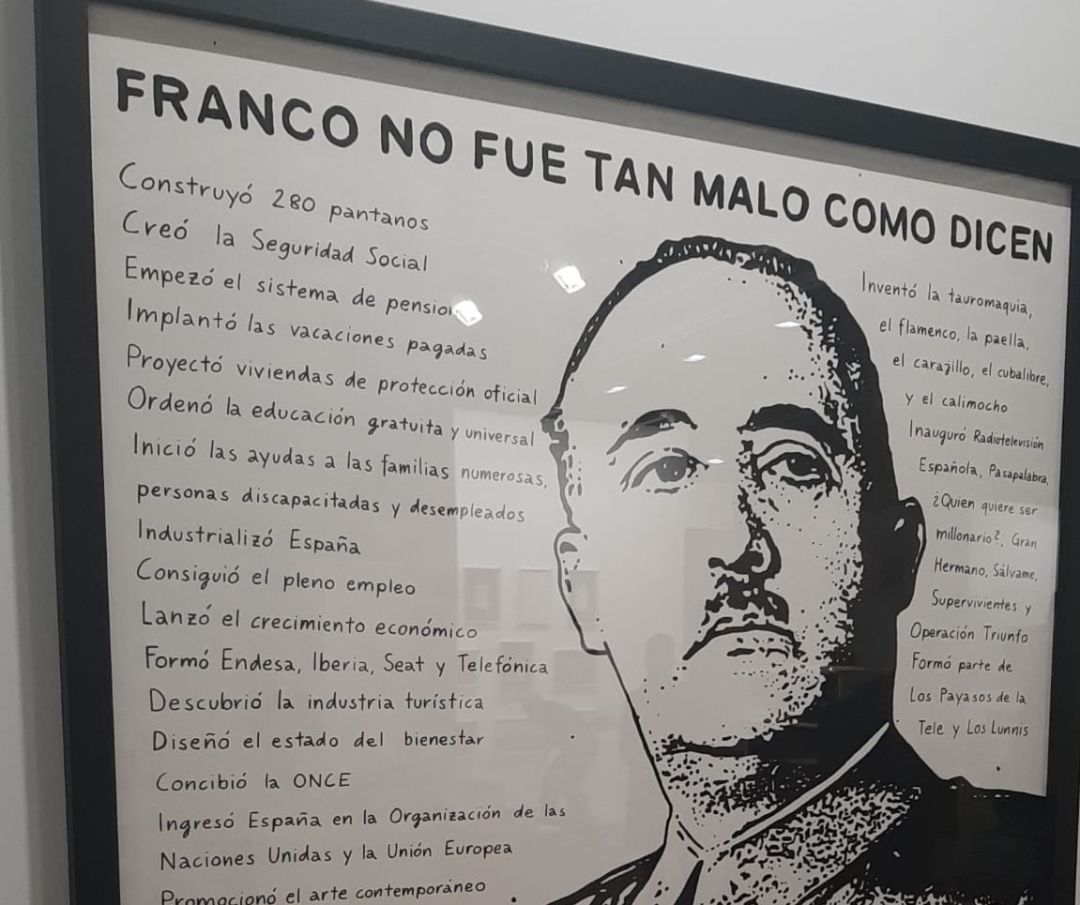 FRANCO NO FUE TAN MALO COMO DICEN
Construyó 280 pantanos
Creó la Seguridad Social
Empezó el sistema de
Implantó las vacaciones pagadas
Proyectó viviendas de protección oficial
Ordenó la educación gratuita y universal
Inició las ayudas a las familias numerosas,
personas discapacitadas y desempleados
Industrializó España
Consiguió el pleno empleo
Lanzó el crecimiento económico
Formó Endesa, Iberia, Seat y Telefónica
Descubrió la industria turística
Diseñó el estado del bienestar
Concibió la ONCE
Ingresó España en la Organización de las
Naciones Unidas y la Unión Europea
Promocionó el arte contemporáneo
Inventó la tauromaquia,
el flamenco, la paella,
el carajillo, el cubalibre,
y el calimocho
Inauguró Radiotelevisión
Española, Pasapalabra,
¿Quien quiere ser
millonario?, Gran
Hermano, Sálvame,
Supervivientes y
Operación Triunfo
Formó parte de
Los Payasos de la
Tele y Los Lunnis